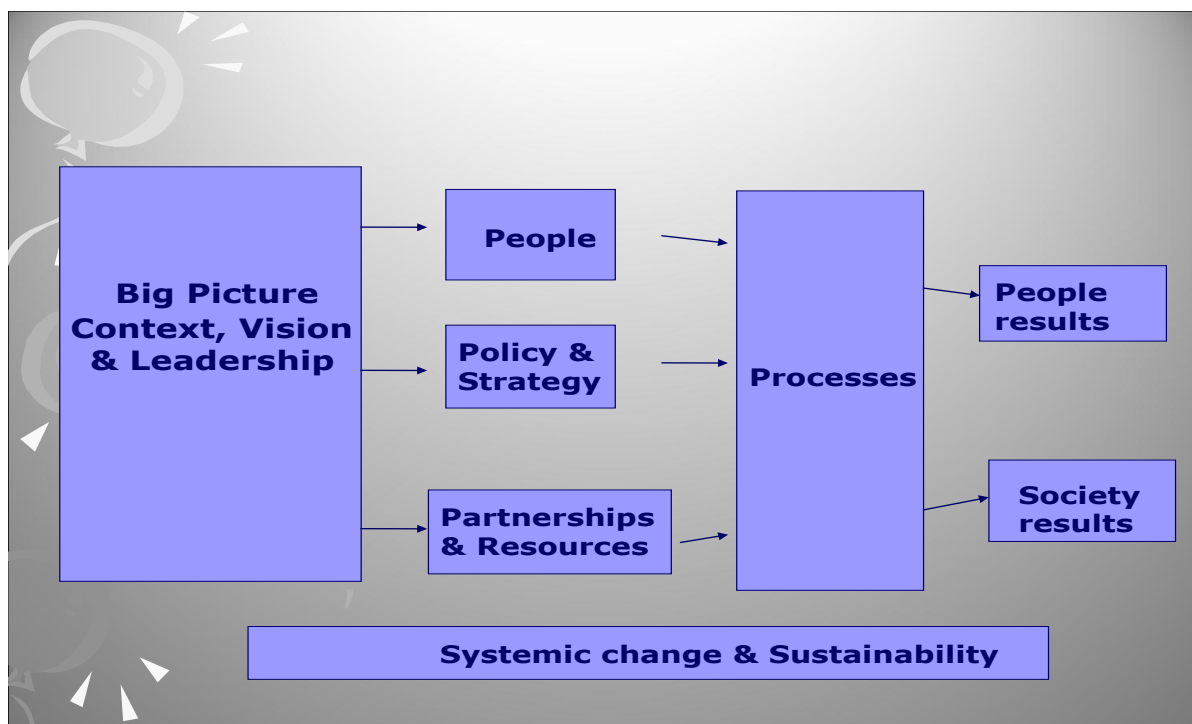 Big Picture
Context, Vision
& Leadership
People
Policy &
Strategy
Partnerships
& Resources
Processes
People
results
Society
results
Systemic change & Sustainability